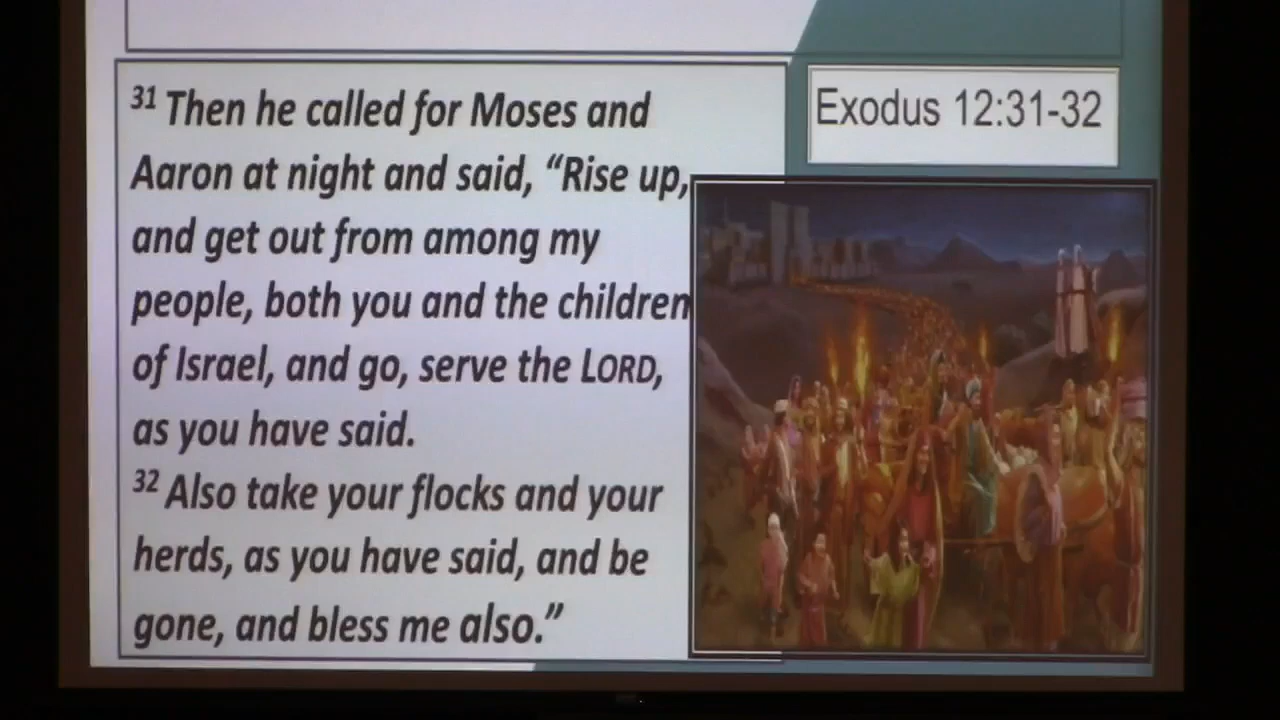 31 Then he called for Moses and
Aaron at night and said, “Rise up,
and get out from among my
people, both you and the children
of Israel, and go, serve the LORD,
as you have said.
32 Also take your flocks and your
herds, as you have said, and be
gone, and bless me also.”
Exodus 12:31-32